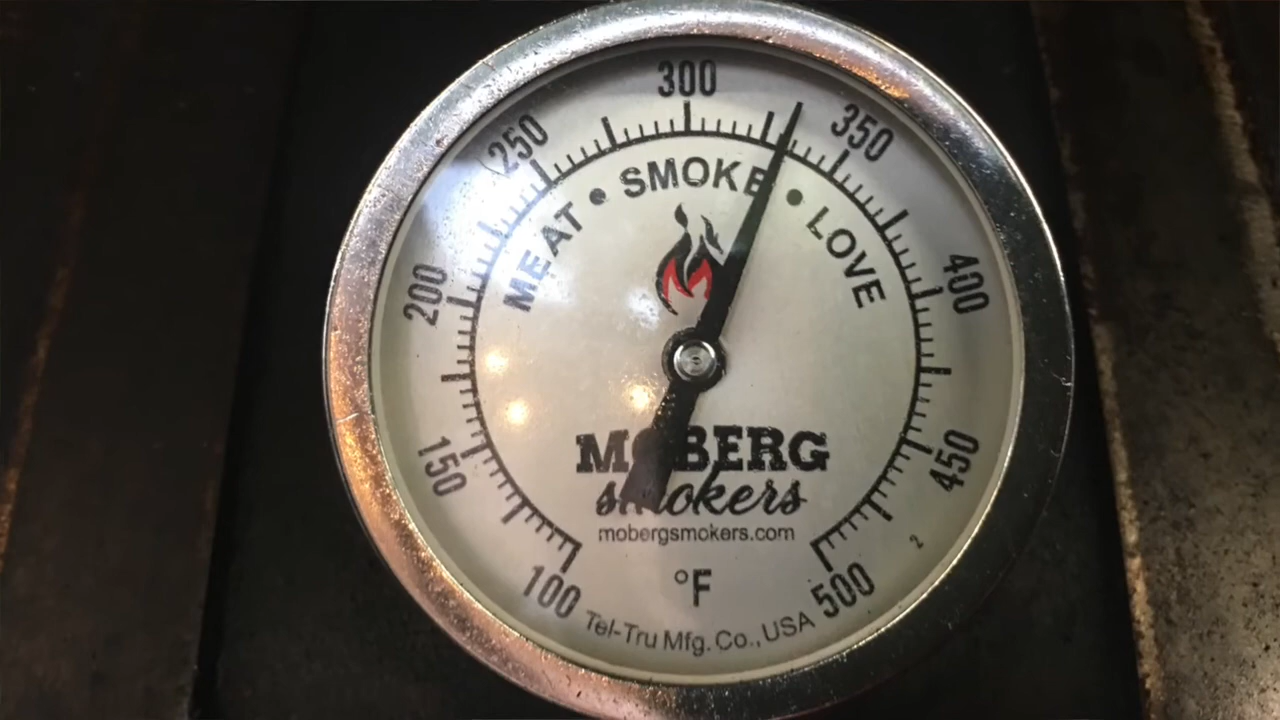 300
250
350
MEAT • SMOKE • LOVE
200
400
MOBERG
smokers
mobergsmokers.com
150
450
2
100
°F
500
Tel-Tru Mfg. Co., USA